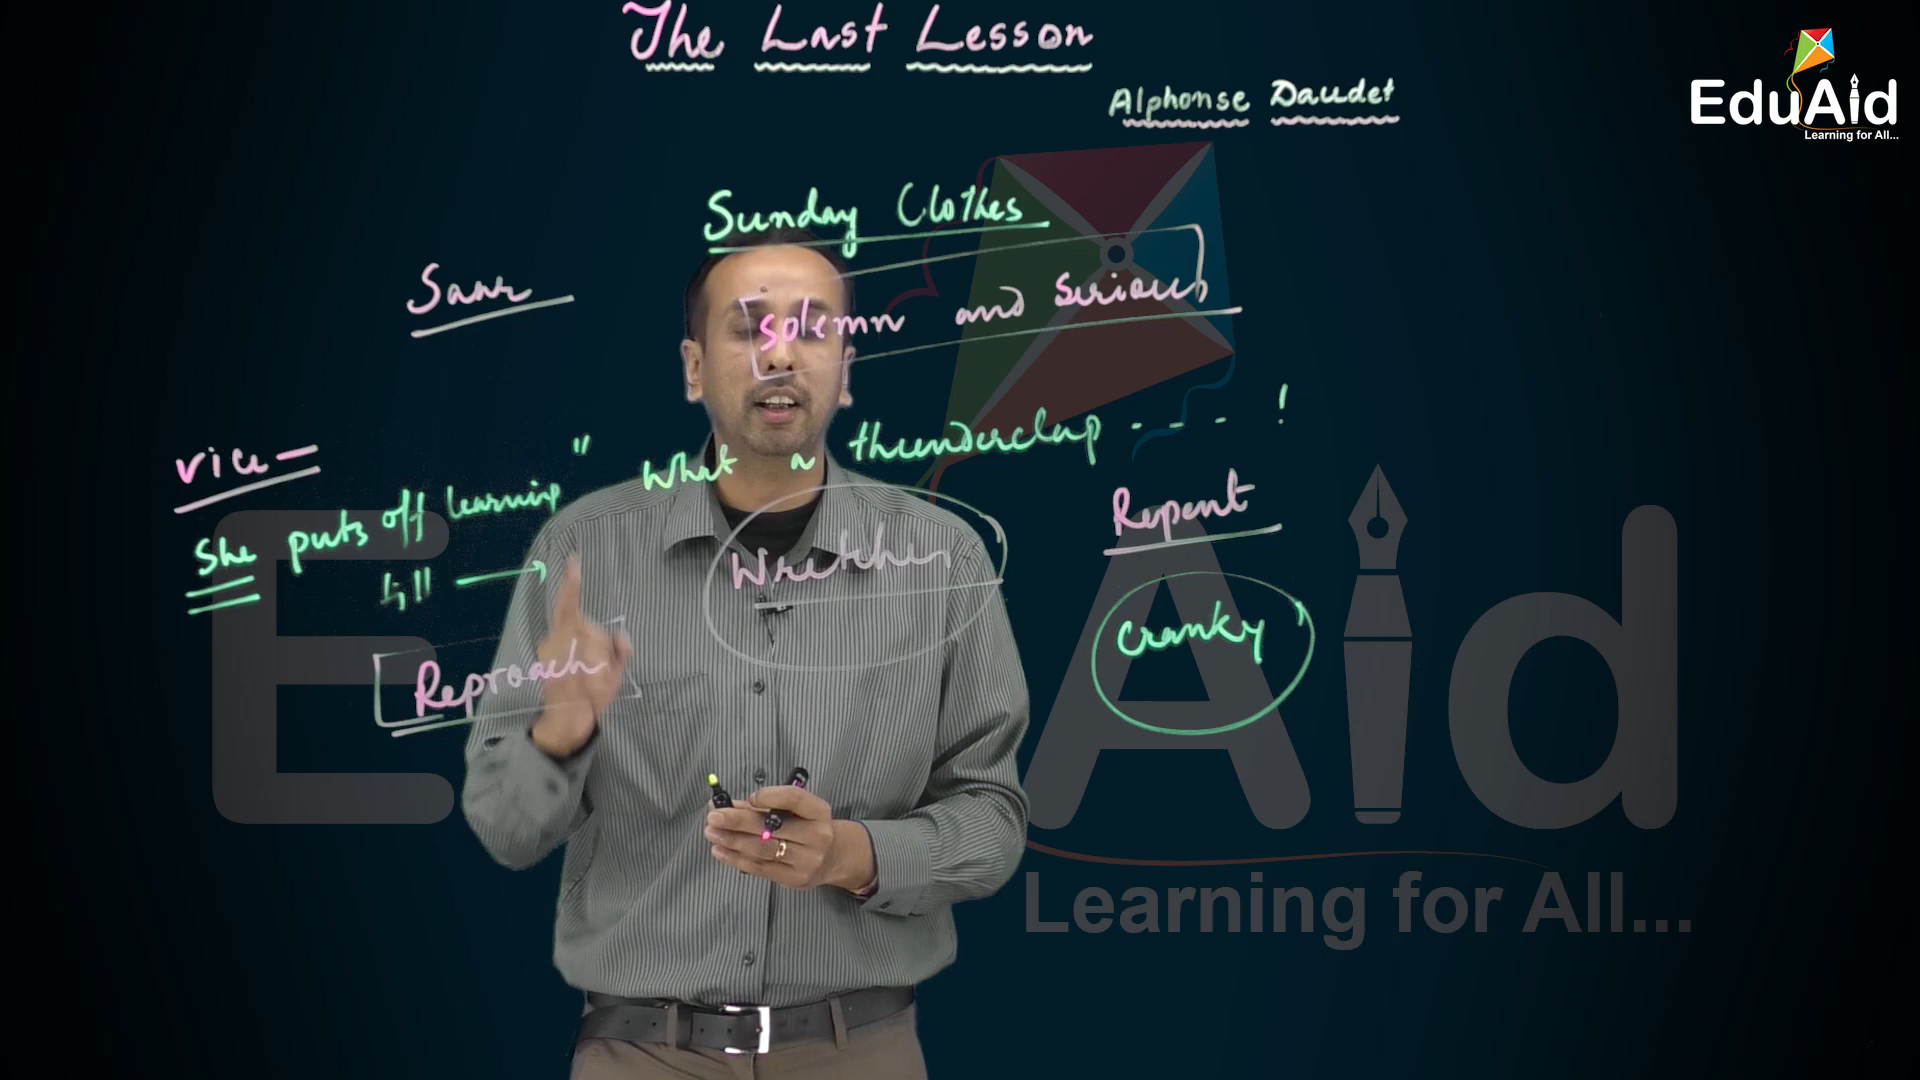 The Last Lesson
Alphonse Daudet
EduAid
Learning for All...
Sunday Clothes
Saar
solemn and Serious
" What a thunderclap - - - - !
vice -
She puts off learning
till →
Repent
Wretches
Cranky
Reproach
EduAid
Learning for All...